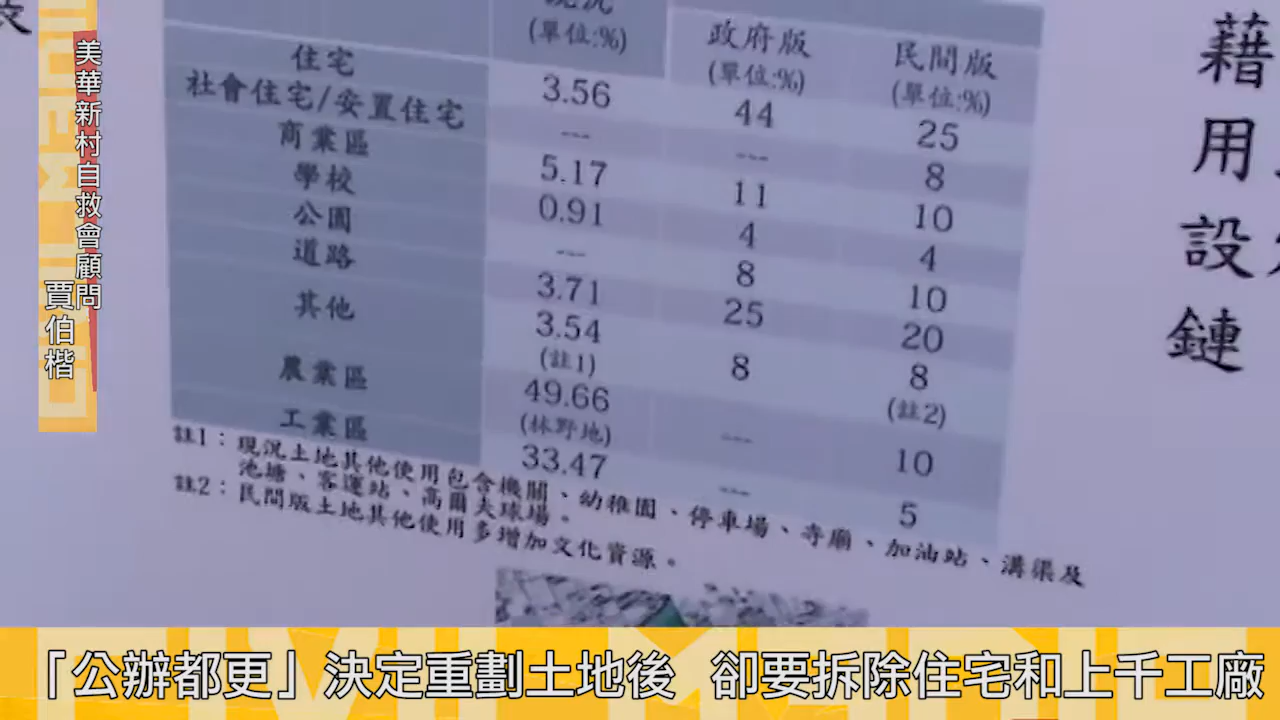 美華新村自救會顧問
賈伯楷
現況
(單位:%)
政府版
(單位:%)
民間版
(單位:%)
住宅 3.56 44 25
社會住宅/安置住宅 --- --- 8
商業區 5.17 11 10
學校 0.91 4 4
公園 --- 8 10
道路 3.71 25 20
其他 3.54 8 8
(註1) (註2)
農業區 49.66 --- 10
(林野地)
工業區 33.47 --- 5
註1：現況土地其他使用包含機關、幼稚園、停車場、寺廟、加油站、溝渠及
池塘、客運站、高爾夫球場。
註2：民間版土地其他使用多增加文化資源。
藉
用
設
鏈
「公辦都更」決定重劃土地後 卻要拆除住宅和上千工廠